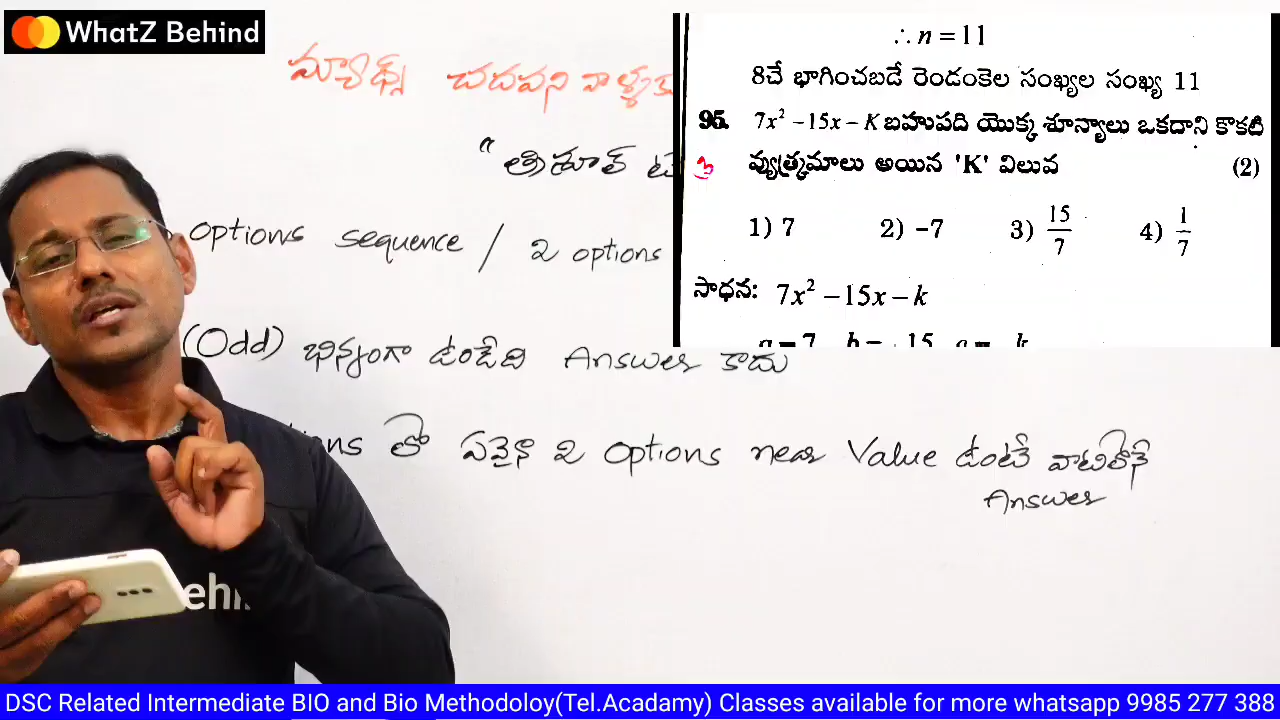 WhatZ Behind
మ్యాథ్స్ చదవని వాళ్ళకు
" త్రిశూల్
options sequence / 2 options
(Odd) భిన్నంగా ఉండేది Answer కాదు
తో ఏవైనా 2 options near Value ఉంటే వాటిలోనే
Answer
∴ n = 11
8చే భాగించబడే రెండంకెల సంఖ్యల సంఖ్య 11
95. 7x² – 15x – K బహుపది యొక్క శూన్యాలు ఒకదాని కొకటి
3 వ్యుత్క్రమాలు అయిన 'K' విలువ (2)
1) 7 2) -7 3) 15/7 4) 1/7
సాధన: 7x² – 15x – k
DSC Related Intermediate BIO and Bio Methodoloy(Tel.Acadamy) Classes available for more whatsapp 9985 277 388